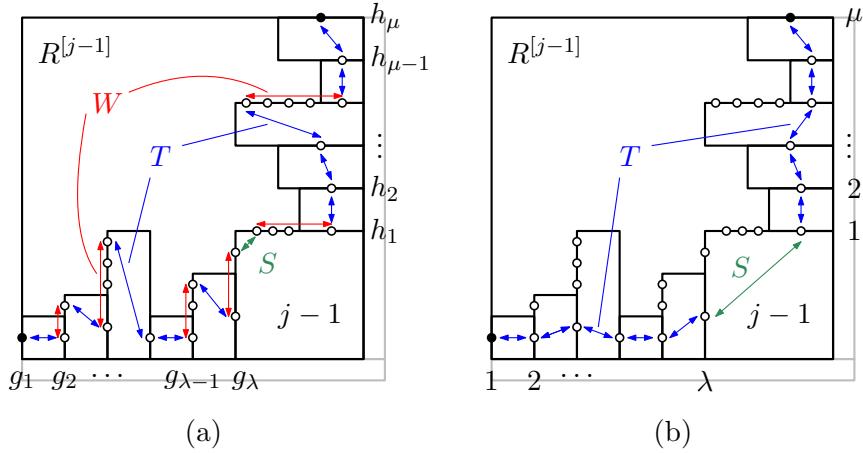 h_μ
R^{[j−1]}
h_{μ−1}
W
T
⋮
h_2
h_1
S
j − 1
g_1 g_2 ⋯ g_{λ−1} g_λ
(a)
μ
R^{[j−1]}
T
⋮
2
1
S
j − 1
1 2 ⋯ λ
(b)